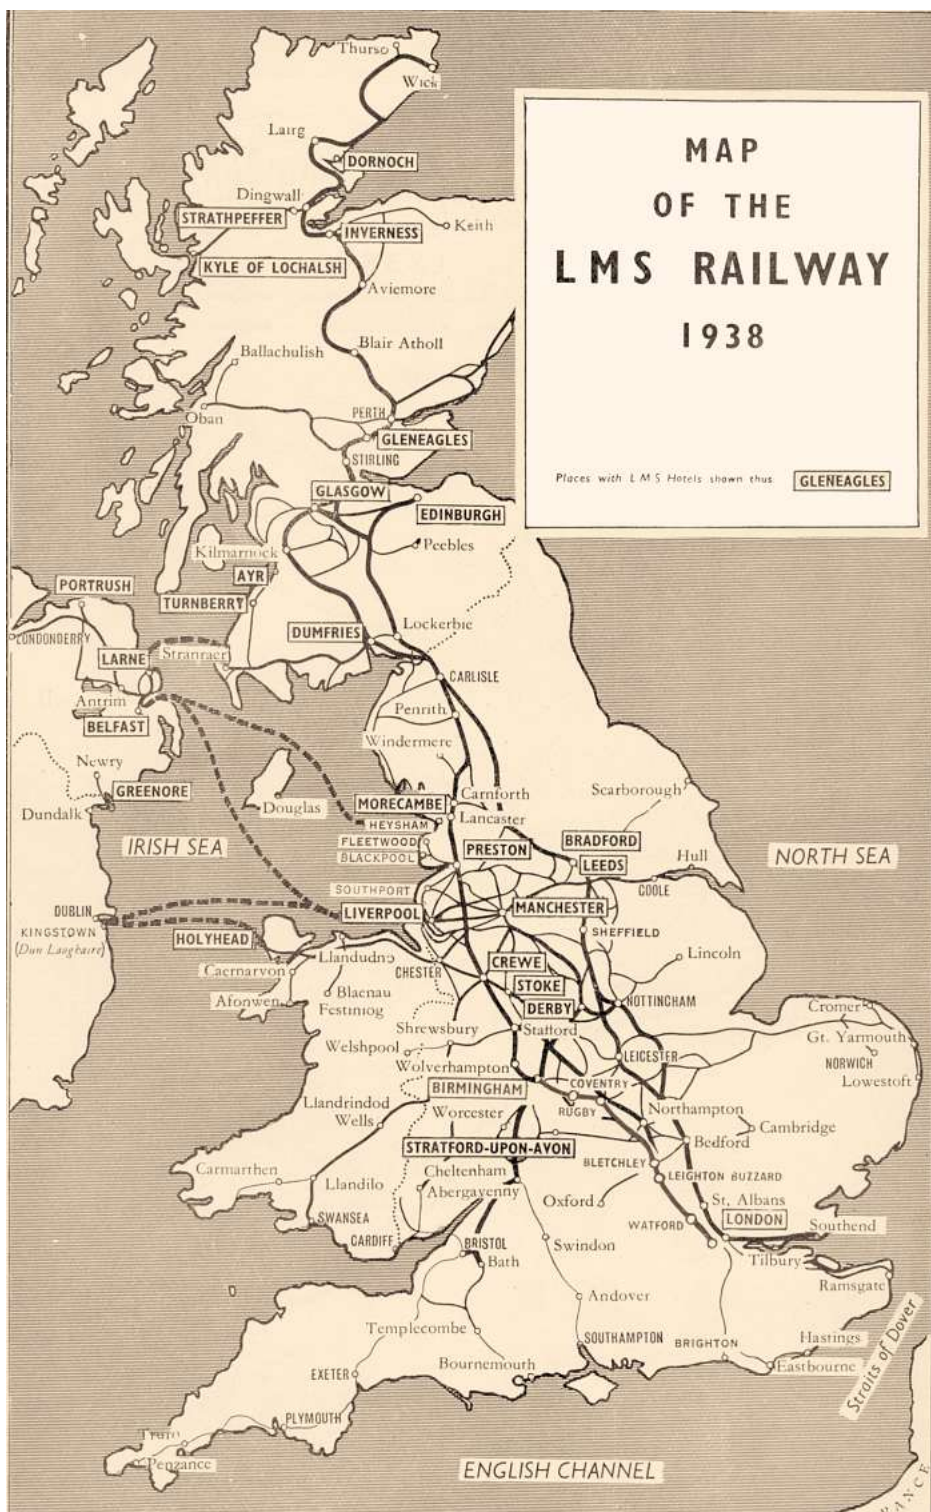 Thurso
Wick
MAP
OF THE
LMS RAILWAY
1938
Places with LMS Hotels shown thus GLENEAGLES
Lairg
DORNOCH
Dingwall
STRATHPEFFER
INVERNESS
Keith
KYLE OF LOCHALSH
Aviemore
Ballachulish
Blair Atholl
Oban
PERTH
GLENEAGLES
STIRLING
GLASGOW
EDINBURGH
Kilmarnock
Peebles
AYR
PORTRUSH
TURNBERRY
LONDONDERRY
DUMFRIES
Lockerbie
LARNE
Stranraer
CARLISLE
Antrim
BELFAST
Penrith
Windermere
Newry
GREENORE
Dundalk
Douglas
MORECAMBE
Carnforth
Scarborough
HEYSHAM
Lancaster
IRISH SEA
FLEETWOOD
BLACKPOOL
PRESTON
BRADFORD
LEEDS
Hull
NORTH SEA
SOUTHPORT
GOOLE
DUBLIN
LIVERPOOL
MANCHESTER
KINGSTOWN
(Dun Laoghaire)
HOLYHEAD
SHEFFIELD
Llandudno
Lincoln
Caernarvon
CHESTER
CREWE
STOKE
Afonwen
Blaenau
Festiniog
DERBY
NOTTINGHAM
Cromer
Shrewsbury
Stafford
Gt. Yarmouth
Welshpool
LEICESTER
NORWICH
Wolverhampton
Lowestoft
BIRMINGHAM
COVENTRY
RUGBY
Llandrindod
Wells
Worcester
Northampton
Cambridge
STRATFORD-UPON-AVON
Bedford
Carmarthen
Cheltenham
BLETCHLEY
LEIGHTON BUZZARD
Llandilo
Abergavenny
Oxford
St. Albans
SWANSEA
WATFORD
LONDON
Southend
CARDIFF
BRISTOL
Swindon
Tilbury
Bath
Ramsgate
Andover
Straits of Dover
Templecombe
SOUTHAMPTON
BRIGHTON
Hastings
Bournemouth
Eastbourne
EXETER
PLYMOUTH
Truro
Penzance
ENGLISH CHANNEL